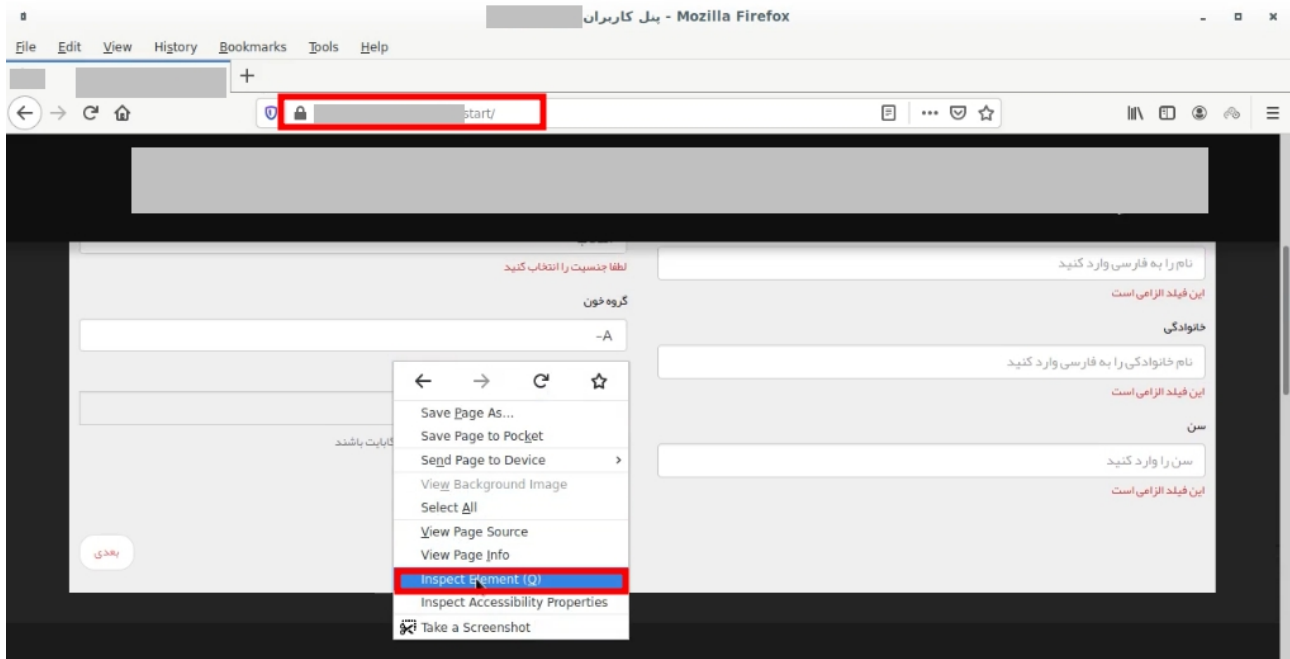 پنل کاربران - Mozilla Firefox
File Edit View History Bookmarks Tools Help
start/
نام را به فارسی وارد کنید
این فیلد الزامی است
خانوادگی
نام خانوادگی را به فارسی وارد کنید
این فیلد الزامی است
سن
سن را وارد کنید
این فیلد الزامی است
لطفا جنسیت را انتخاب کنید
گروه خون
A-
باشند
بعدی
Save Page As...
Save Page to Pocket
Send Page to Device
View Background Image
Select All
View Page Source
View Page Info
Inspect Element (Q)
Inspect Accessibility Properties
Take a Screenshot